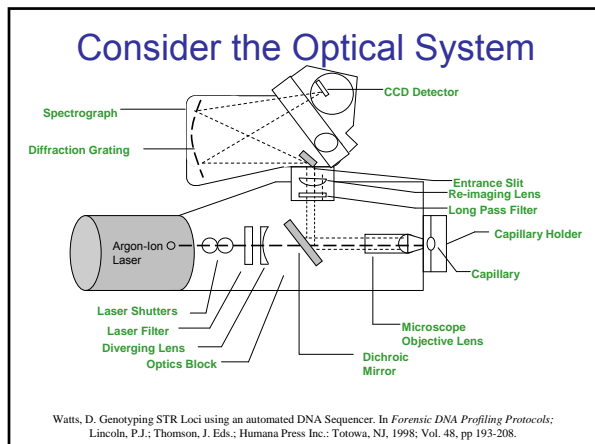 Consider the Optical System
CCD Detector
Spectrograph
Diffraction Grating
Entrance Slit
Re-imaging Lens
Long Pass Filter
Capillary Holder
Argon-Ion
Laser
Capillary
Laser Shutters
Laser Filter
Diverging Lens
Optics Block
Microscope
Objective Lens
Dichroic
Mirror
Watts, D. Genotyping STR Loci using an automated DNA Sequencer. In Forensic DNA Profiling Protocols;
Lincoln, P.J.; Thomson, J. Eds.; Humana Press Inc.: Totowa, NJ, 1998; Vol. 48, pp 193-208.